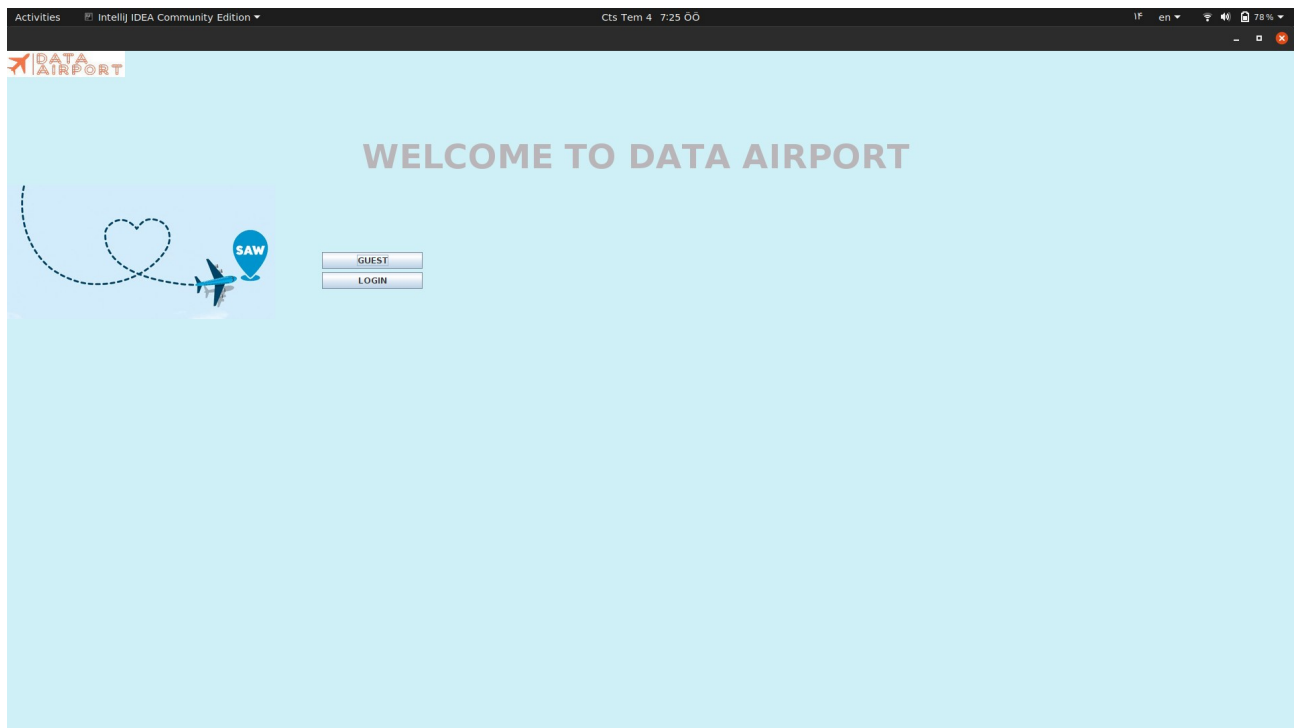 Activities IntelliJ IDEA Community Edition Cts Tem 4 7:25 ÖÖ ۱۴ en 78 %
DATA
AIRPORT
WELCOME TO DATA AIRPORT
SAW
GUEST
LOGIN